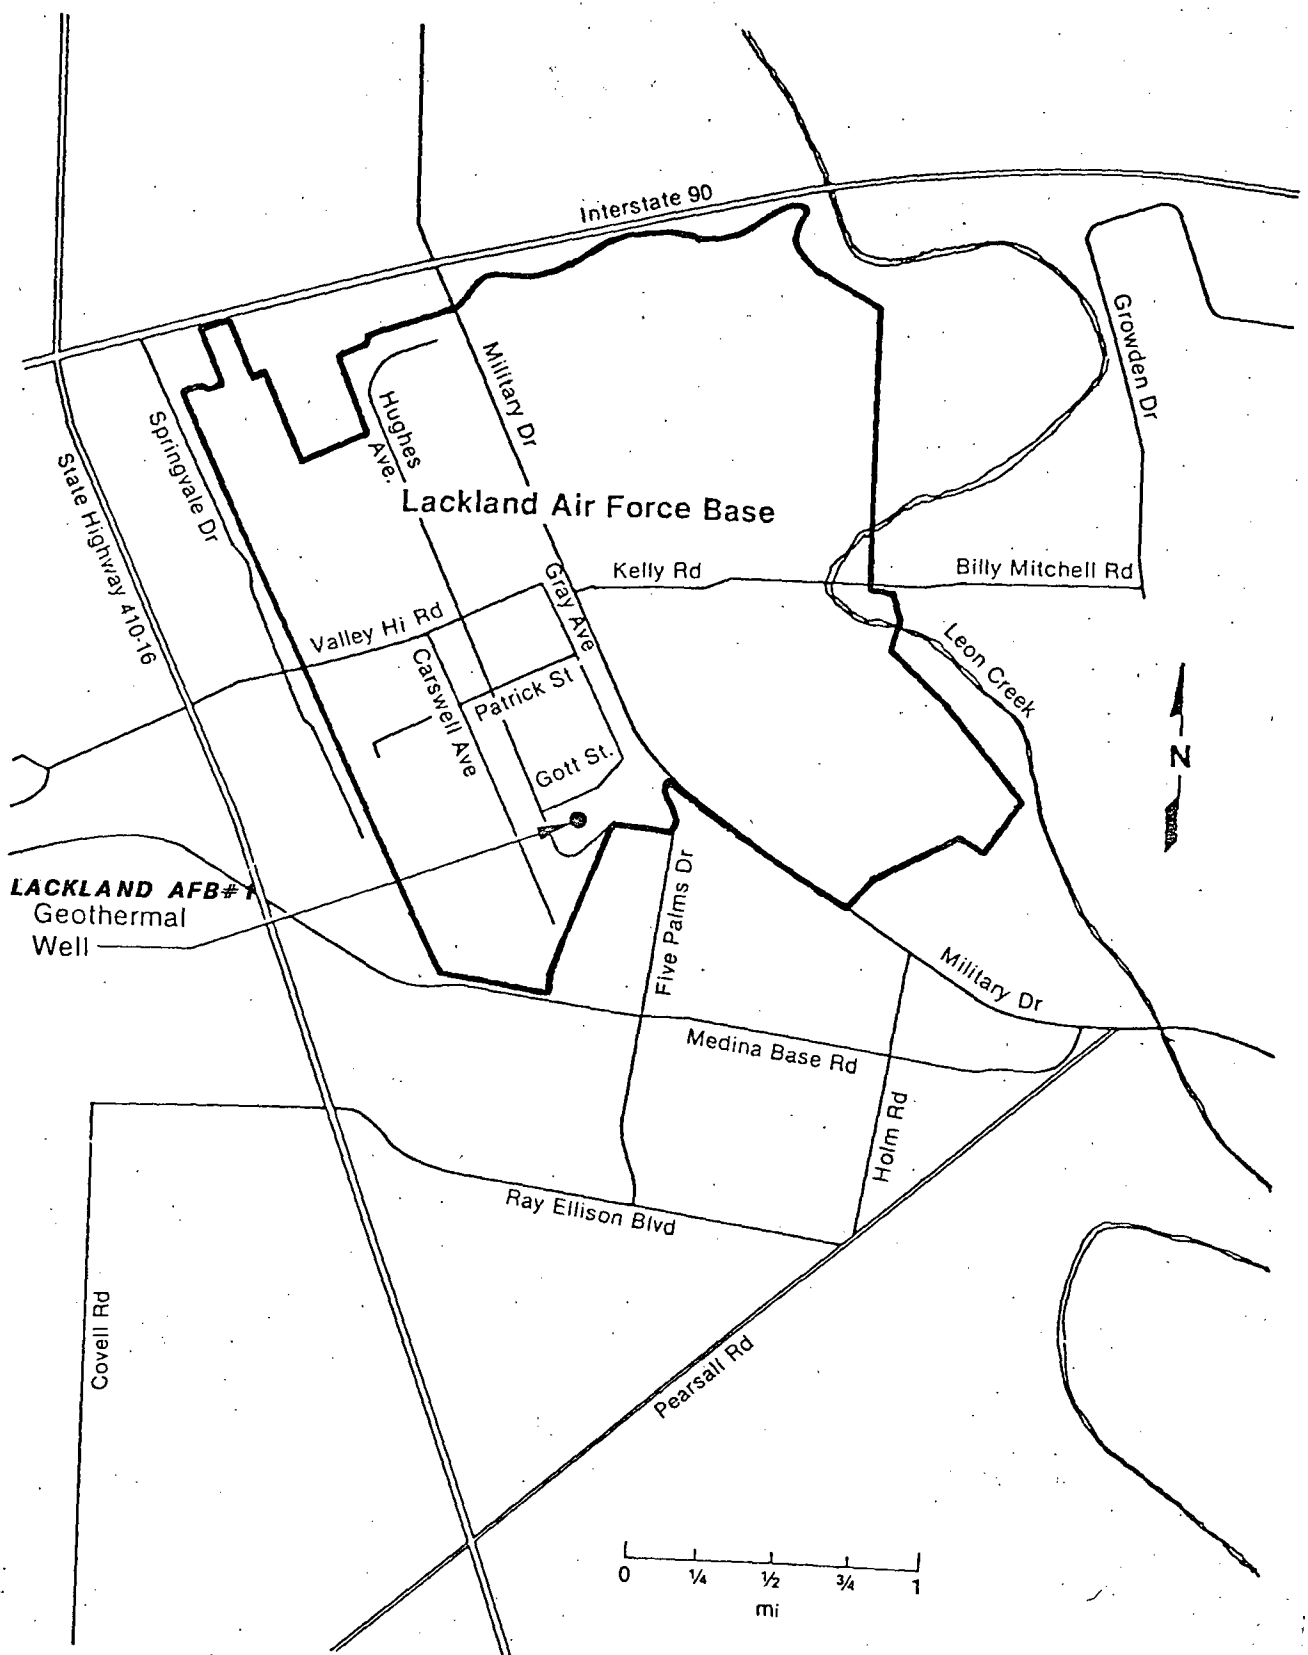 Interstate 90
Growden Dr
Military Dr
Hughes
Ave.
Springvale Dr
State Highway 410-16
Lackland Air Force Base
Kelly Rd
Billy Mitchell Rd
Gray Ave
Valley Hi Rd
Leon Creek
Carswell Ave
Patrick St
Gott St.
N
LACKLAND AFB#1
Geothermal
Well
Five Palms Dr
Military Dr
Medina Base Rd
Holm Rd
Ray Ellison Blvd
Covell Rd
Pearsall Rd
0 1/4 1/2 3/4 1
mi